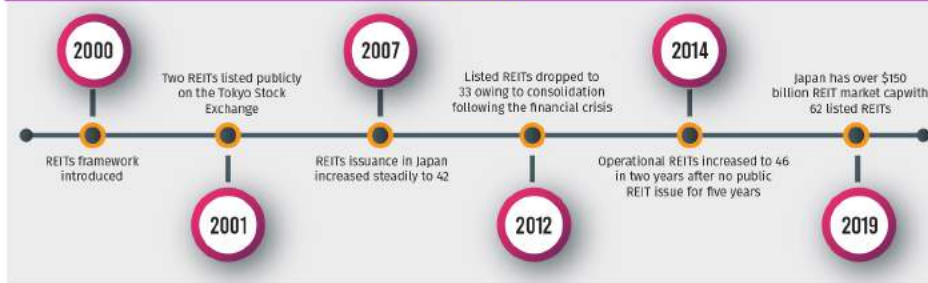 2000
REITs framework
introduced
Two REITs listed publicly
on the Tokyo Stock
Exchange
2001
2007
REITs issuance in Japan
increased steadily to 42
Listed REITs dropped to
33 owing to consolidation
following the financial crisis
2012
2014
Operational REITs increased to 46
in two years after no public
REIT issue for five years
Japan has over $150
billion REIT market capwith
62 listed REITs
2019